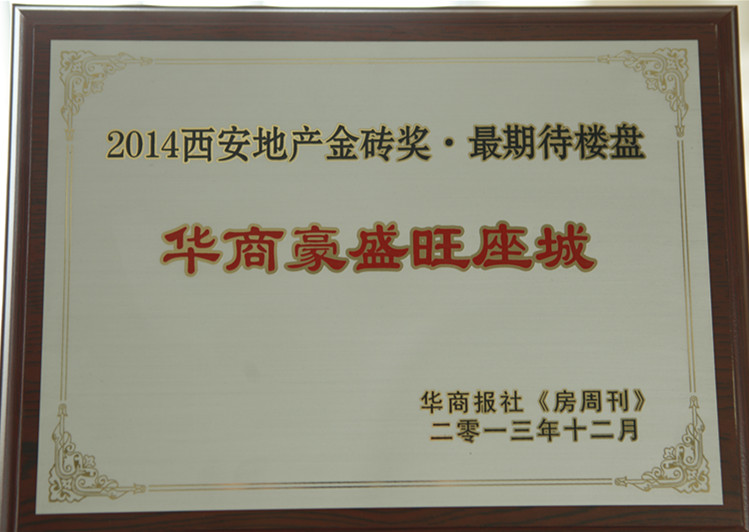 2014西安地产金砖奖·最期待楼盘
华商豪盛旺座城
华商报社《房周刊》
二零一三年十二月